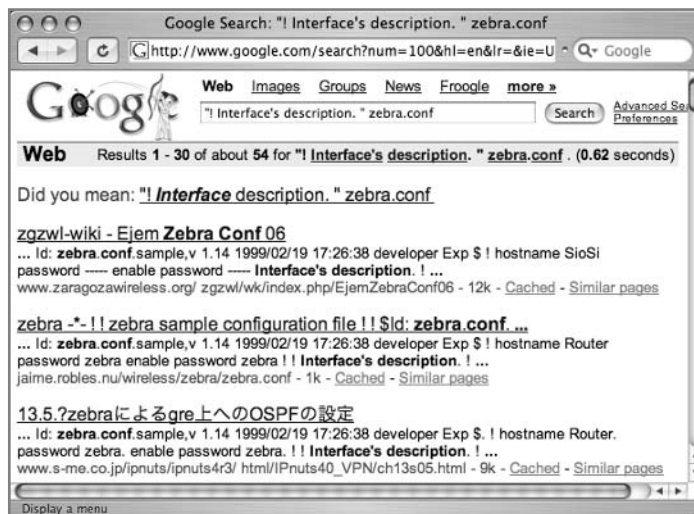 Google Search: "! Interface's description. " zebra.conf
http://www.google.com/search?num=100&hl=en&lr=&ie=U
Google
Web Images Groups News Froogle more »
Google
"! Interface's description. " zebra.conf
Search
Advanced Se
Preferences
Web Results 1 - 30 of about 54 for "! Interface's description. " zebra.conf . (0.62 seconds)
Did you mean: "! Interface description. " zebra.conf
zgzwl-wiki - Ejem Zebra Conf 06
... Id: zebra.conf.sample,v 1.14 1999/02/19 17:26:38 developer Exp $ ! hostname SioSi
password ----- enable password ----- Interface's description. ! ...
www.zaragozawireless.org/ zgzwl/wk/index.php/EjemZebraConf06 - 12k - Cached - Similar pages
zebra -*- ! ! zebra sample configuration file ! ! $Id: zebra.conf. ...
... Id: zebra.conf.sample,v 1.14 1999/02/19 17:26:38 developer Exp $ ! hostname Router
password zebra enable password zebra ! ! Interface's description. ! ...
jaime.robles.nu/wireless/zebra/zebra.conf - 1k - Cached - Similar pages
13.5.?zebraによるgre上へのOSPFの設定
... Id: zebra.conf.sample,v 1.14 1999/02/19 17:26:38 developer Exp $. ! hostname Router.
password zebra. enable password zebra. ! ! Interface's description. ! ...
www.s-me.co.jp/ipnuts/ipnuts4r3/ html/IPnuts40_VPN/ch13s05.html - 9k - Cached - Similar pages
Display a menu